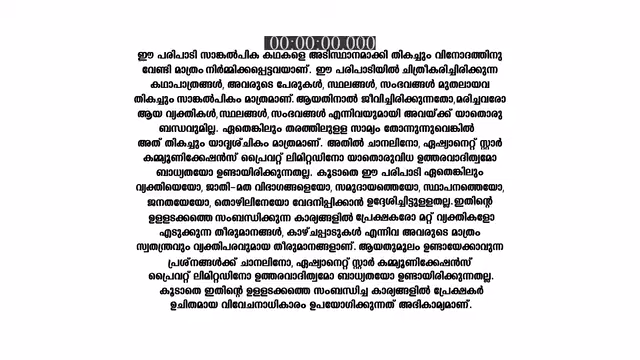 00:00:00.000
ഈ പരിപാടി സാങ്കൽപിക കഥകളെ അടിസ്ഥാനമാക്കി തികച്ചും വിനോദത്തിനു
വേണ്ടി മാത്രം നിർമ്മിക്കപ്പെട്ടവയാണ്. ഈ പരിപാടിയിൽ ചിത്രീകരിച്ചിരിക്കുന്ന
കഥാപാത്രങ്ങൾ, അവരുടെ പേരുകൾ, സ്ഥലങ്ങൾ, സംഭവങ്ങൾ മുതലായവ
തികച്ചും സാങ്കൽപികം മാത്രമാണ്. ആയതിനാൽ ജീവിച്ചിരിക്കുന്നതോ,മരിച്ചവരോ
ആയ വ്യക്തികൾ,സ്ഥലങ്ങൾ,സംഭവങ്ങൾ എന്നിവയുമായി അവയ്ക്ക് യാതൊരു
ബന്ധവുമില്ല. ഏതെങ്കിലും തരത്തിലുളള സാമ്യം തോന്നുന്നുവെങ്കിൽ
അത് തികച്ചും യാദൃശ്ചികം മാത്രമാണ്. അതിൽ ചാനലിനോ, ഏഷ്യാനെറ്റ് സ്റ്റാർ
കമ്മ്യൂണിക്കേഷൻസ് പ്രൈവറ്റ് ലിമിറ്റഡിനോ യാതൊരുവിധ ഉത്തരവാദിത്വമോ
ബാധ്യതയോ ഉണ്ടായിരിക്കുന്നതല്ല. കൂടാതെ ഈ പരിപാടി ഏതെങ്കിലും
വ്യക്തിയെയോ, ജാതി-മത വിഭാഗങ്ങളെയോ, സമുദായത്തെയോ, സ്ഥാപനത്തെയോ,
ജനതയേയോ, തൊഴിലിനേയോ വേദനിപ്പിക്കാൻ ഉദ്ദേശിച്ചിട്ടുളളതല്ല.ഇതിന്റെ
ഉളളടക്കത്തെ സംബന്ധിക്കുന്ന കാര്യങ്ങളിൽ പ്രേക്ഷകരോ മറ്റ് വ്യക്തികളോ
എടുക്കുന്ന തീരുമാനങ്ങൾ, കാഴ്ചപ്പാടുകൾ എന്നിവ അവരുടെ മാത്രം
സ്വതന്ത്രവും വ്യക്തിപരവുമായ തീരുമാനങ്ങളാണ്. ആയതുമൂലം ഉണ്ടായേക്കാവുന്ന
പ്രശ്നങ്ങൾക്ക് ചാനലിനോ, ഏഷ്യാനെറ്റ് സ്റ്റാർ കമ്മ്യൂണിക്കേഷൻസ്
പ്രൈവറ്റ് ലിമിറ്റഡിനോ ഉത്തരവാദിത്വമോ ബാധ്യതയോ ഉണ്ടായിരിക്കുന്നതല്ല.
കൂടാതെ ഇതിന്റെ ഉളളടക്കത്തെ സംബന്ധിച്ച കാര്യങ്ങളിൽ പ്രേക്ഷകർ
ഉചിതമായ വിവേചനാധികാരം ഉപയോഗിക്കുന്നത് അഭികാമ്യമാണ്.